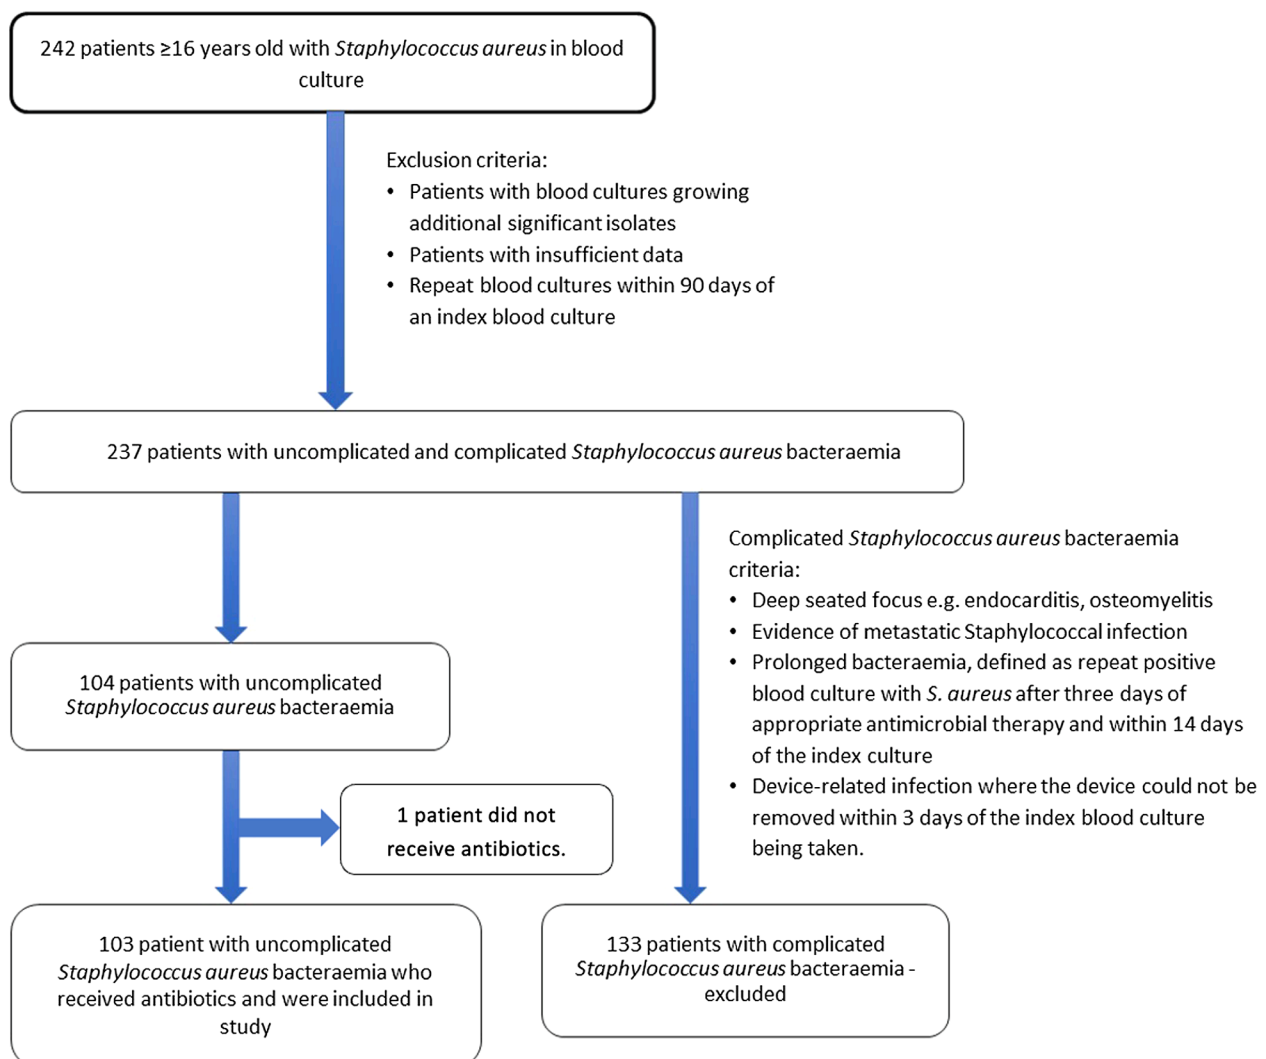 242 patients ≥16 years old with Staphylococcus aureus in blood
culture
Exclusion criteria:
• Patients with blood cultures growing
additional significant isolates
• Patients with insufficient data
• Repeat blood cultures within 90 days of
an index blood culture
237 patients with uncomplicated and complicated Staphylococcus aureus bacteraemia
Complicated Staphylococcus aureus bacteraemia
criteria:
• Deep seated focus e.g. endocarditis, osteomyelitis
• Evidence of metastatic Staphylococcal infection
• Prolonged bacteraemia, defined as repeat positive
blood culture with S. aureus after three days of
appropriate antimicrobial therapy and within 14 days
of the index culture
• Device-related infection where the device could not be
removed within 3 days of the index blood culture
being taken.
104 patients with uncomplicated
Staphylococcus aureus bacteraemia
1 patient did not
receive antibiotics.
103 patient with uncomplicated
Staphylococcus aureus bacteraemia who
received antibiotics and were included in
study
133 patients with complicated
Staphylococcus aureus bacteraemia -
excluded